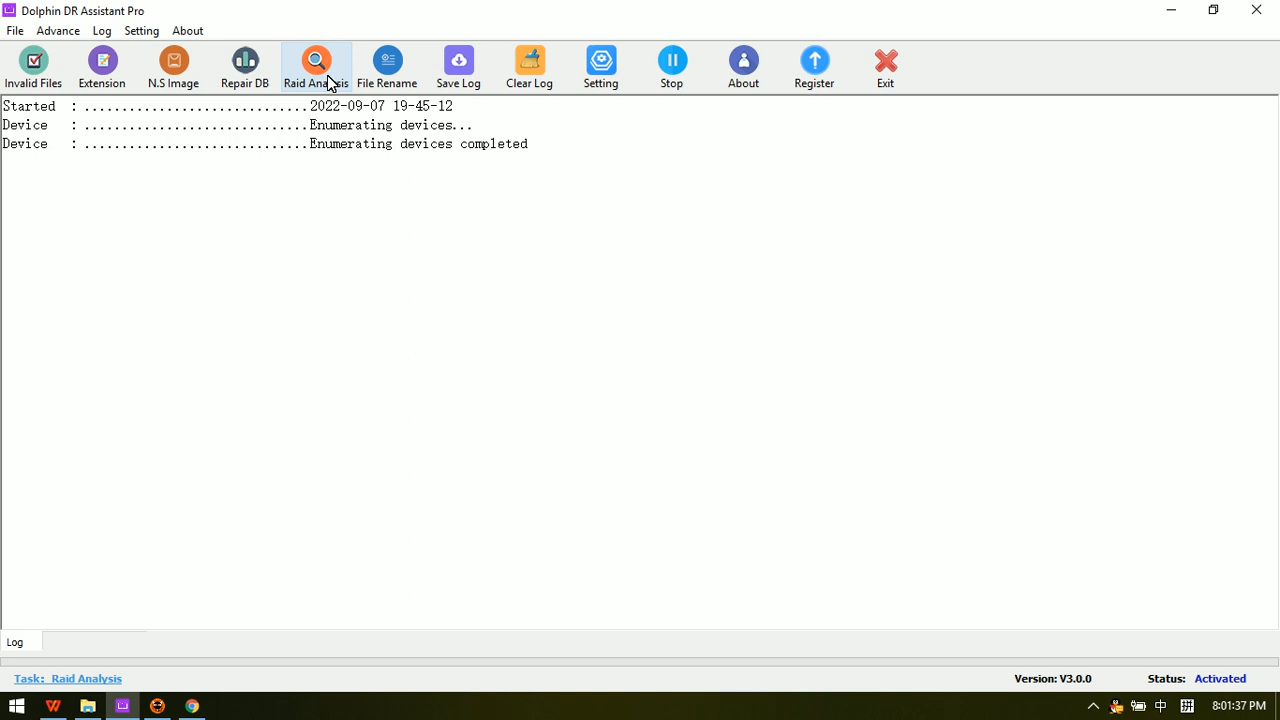 Dolphin DR Assistant Pro
File Advance Log Setting About
Invalid Files Extension N.S Image Repair DB Raid Analysis File Rename Save Log Clear Log Setting Stop About Register Exit
Started : ..............................2022-09-07 19-45-12
Device : ..............................Enumerating devices...
Device : ..............................Enumerating devices completed
Log
Task: Raid Analysis Version: V3.0.0 Status: Activated
W 中 拼 8:01:37 PM